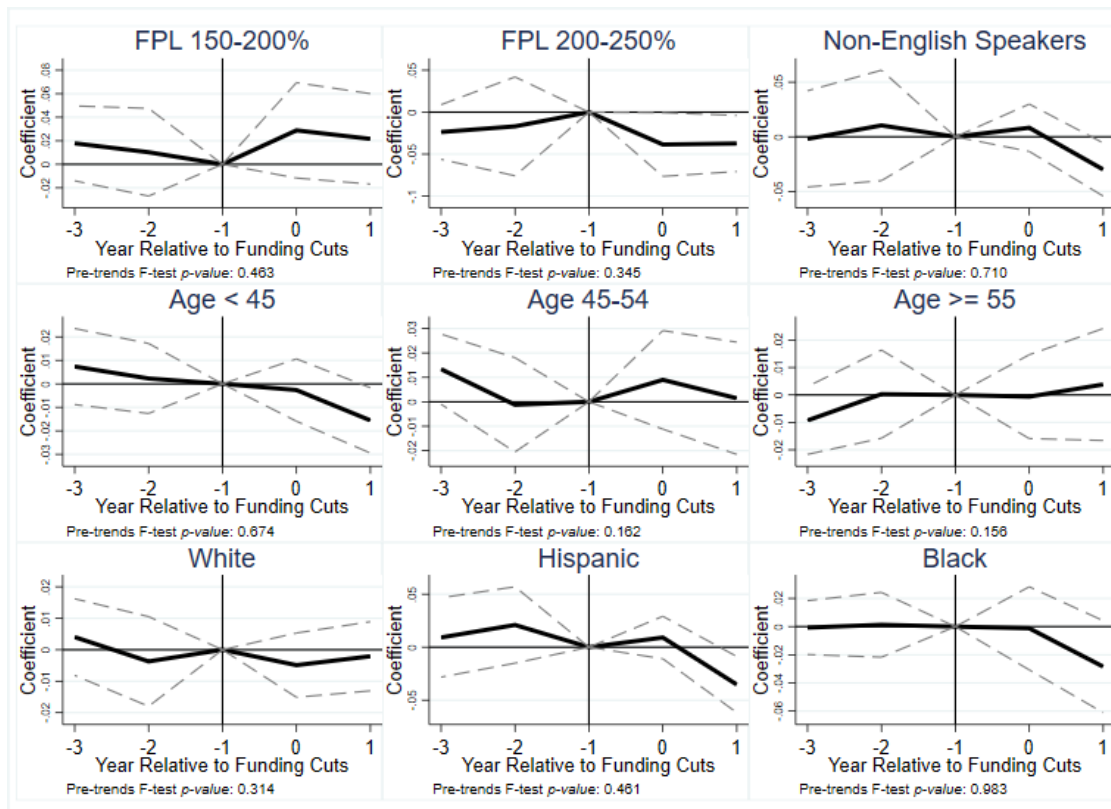 FPL 150-200%
Coefficient
-.02 0 .02 .04 .06 .08
-3 -2 -1 0 1
Year Relative to Funding Cuts
Pre-trends F-test p-value: 0.463
FPL 200-250%
Coefficient
-.1 -.05 0 .05
-3 -2 -1 0 1
Year Relative to Funding Cuts
Pre-trends F-test p-value: 0.345
Non-English Speakers
Coefficient
-.05 0 .05
-3 -2 -1 0 1
Year Relative to Funding Cuts
Pre-trends F-test p-value: 0.710
Age < 45
Coefficient
-.03 -.02 -.01 0 .01 .02
-3 -2 -1 0 1
Year Relative to Funding Cuts
Pre-trends F-test p-value: 0.674
Age 45-54
Coefficient
-.02 -.01 0 .01 .02 .03
-3 -2 -1 0 1
Year Relative to Funding Cuts
Pre-trends F-test p-value: 0.162
Age >= 55
Coefficient
-.02 -.01 0 .01 .02
-3 -2 -1 0 1
Year Relative to Funding Cuts
Pre-trends F-test p-value: 0.156
White
Coefficient
-.02 -.01 0 .01 .02
-3 -2 -1 0 1
Year Relative to Funding Cuts
Pre-trends F-test p-value: 0.314
Hispanic
Coefficient
-.05 0 .05
-3 -2 -1 0 1
Year Relative to Funding Cuts
Pre-trends F-test p-value: 0.461
Black
Coefficient
-.06 -.04 -.02 0 .02
-3 -2 -1 0 1
Year Relative to Funding Cuts
Pre-trends F-test p-value: 0.983